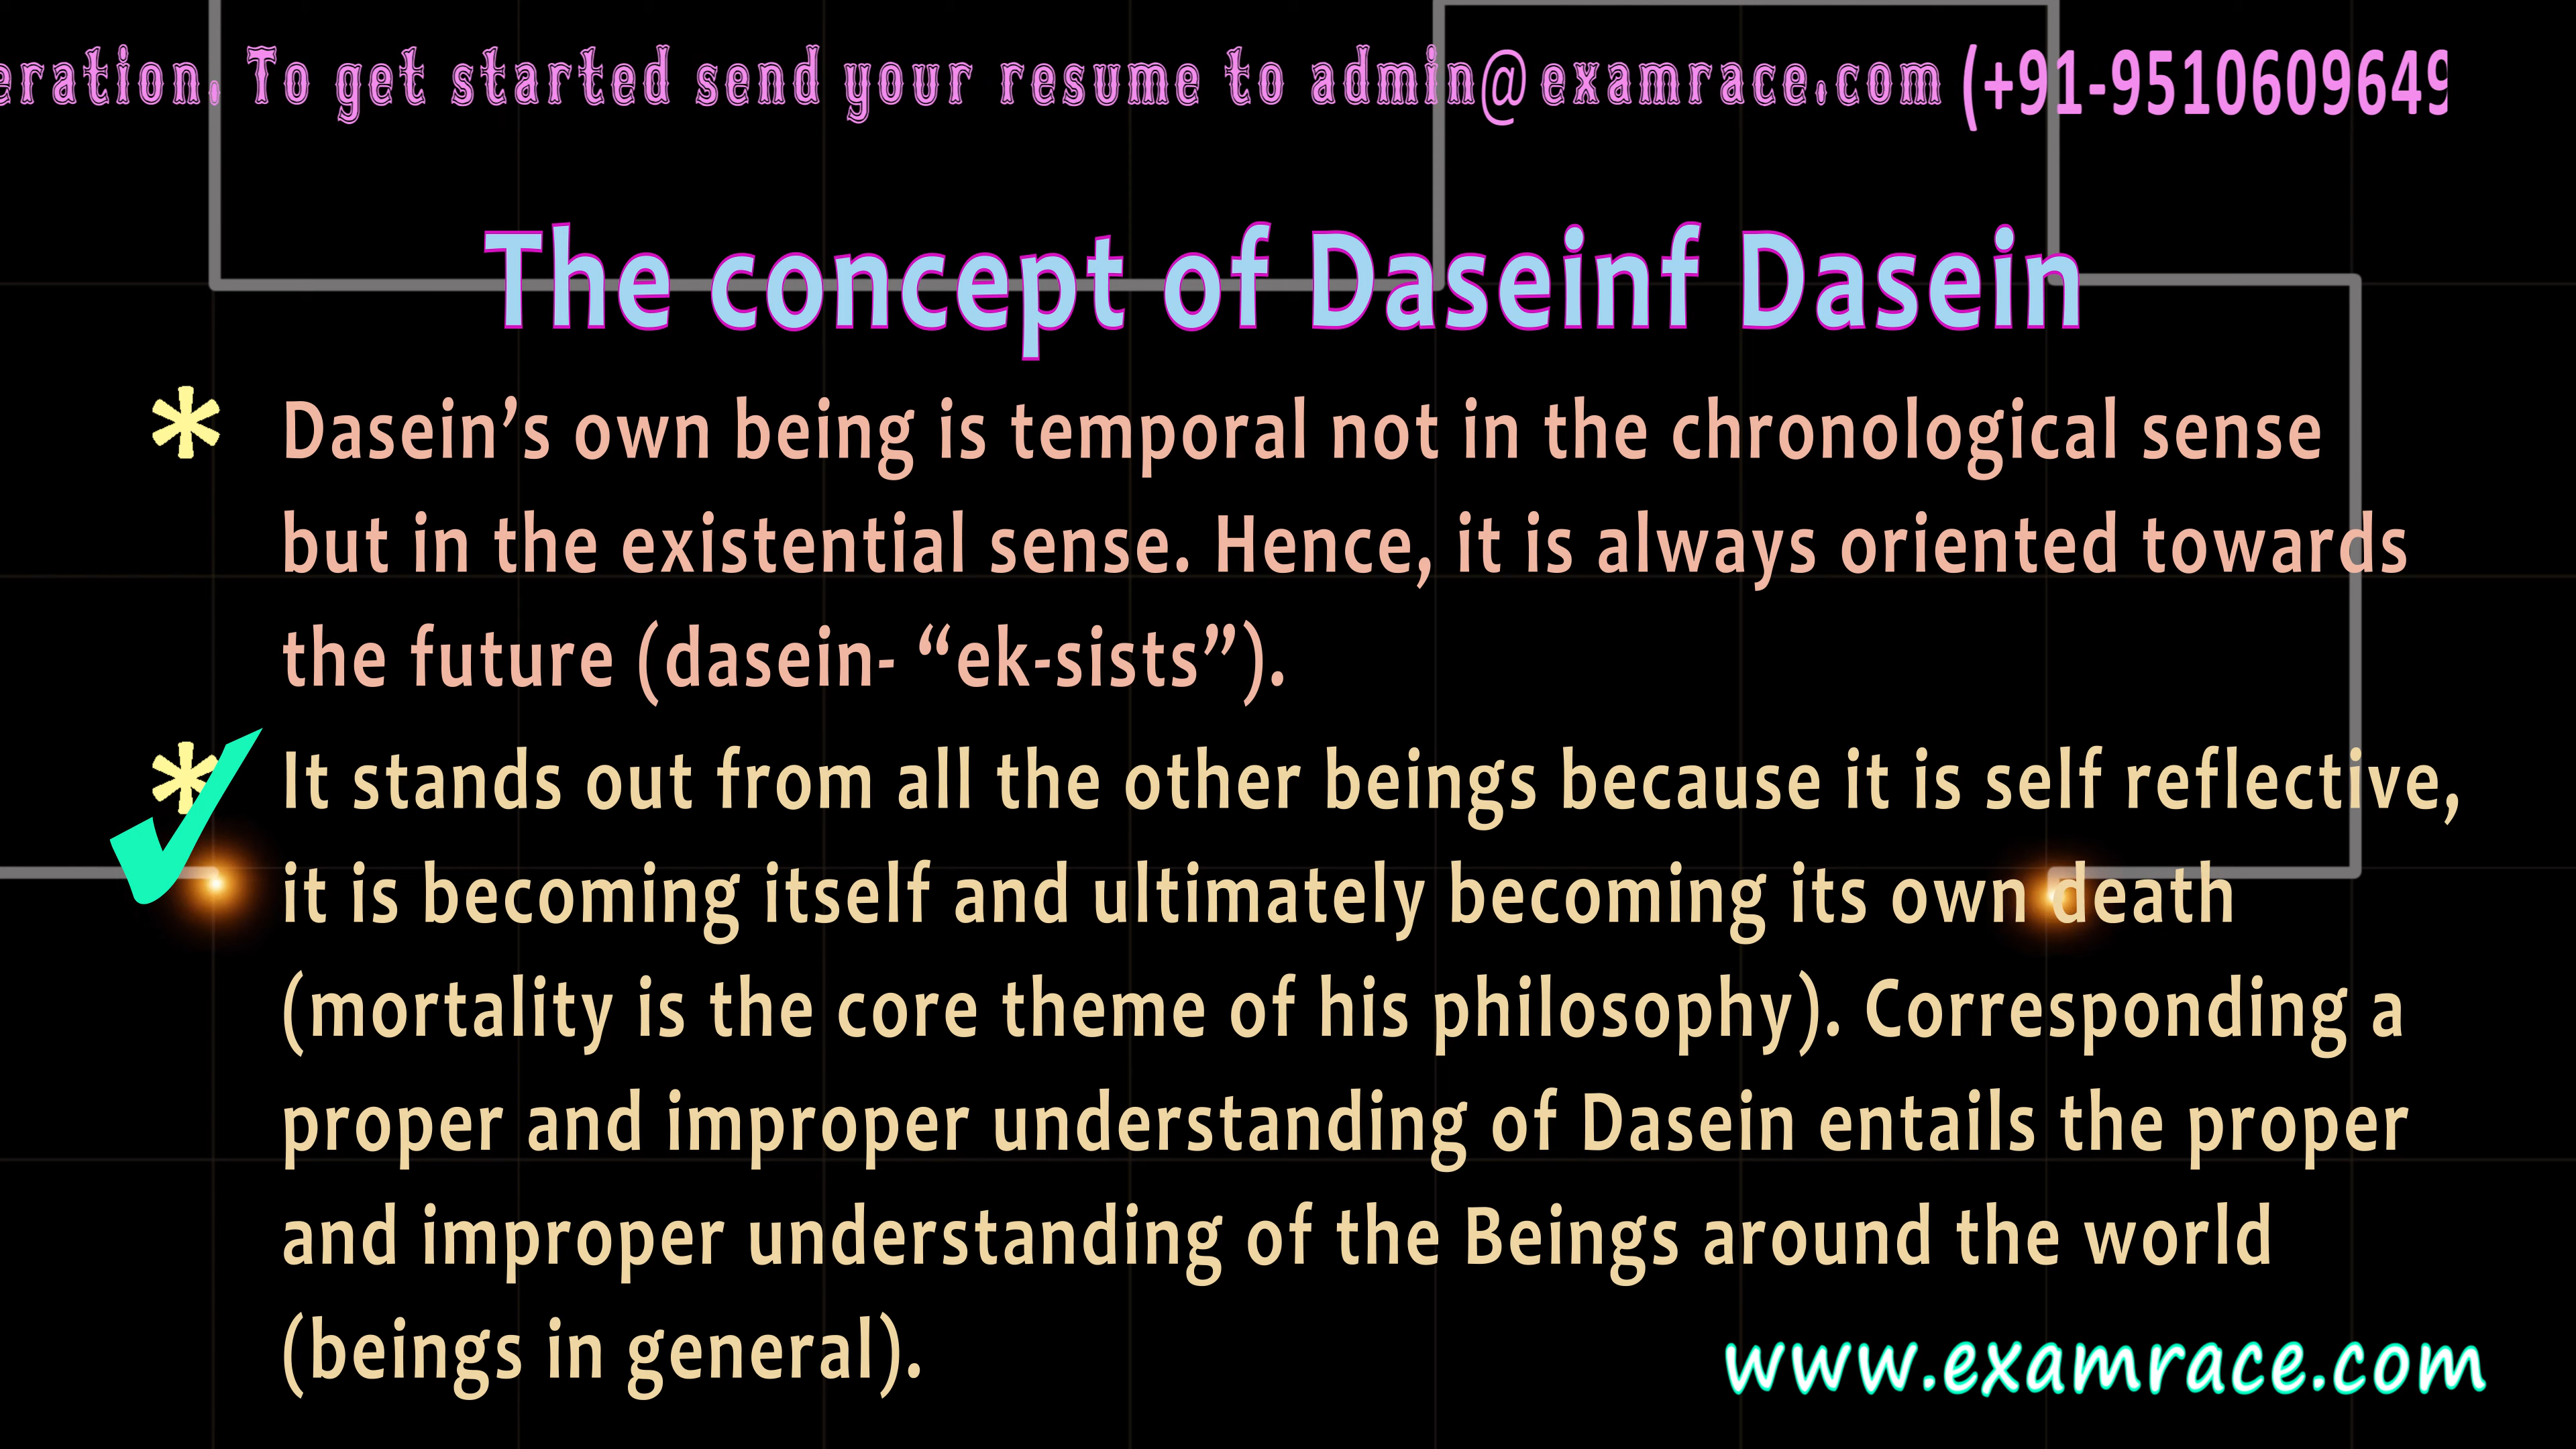 eration. To get started send your resume to admin@examrace.com (+91-9510609649
The concept of Daseinf Dasein
* Dasein’s own being is temporal not in the chronological sense
but in the existential sense. Hence, it is always oriented towards
the future (dasein- “ek-sists”).
* It stands out from all the other beings because it is self reflective,
it is becoming itself and ultimately becoming its own death
(mortality is the core theme of his philosophy). Corresponding a
proper and improper understanding of Dasein entails the proper
and improper understanding of the Beings around the world
(beings in general).
www.examrace.com